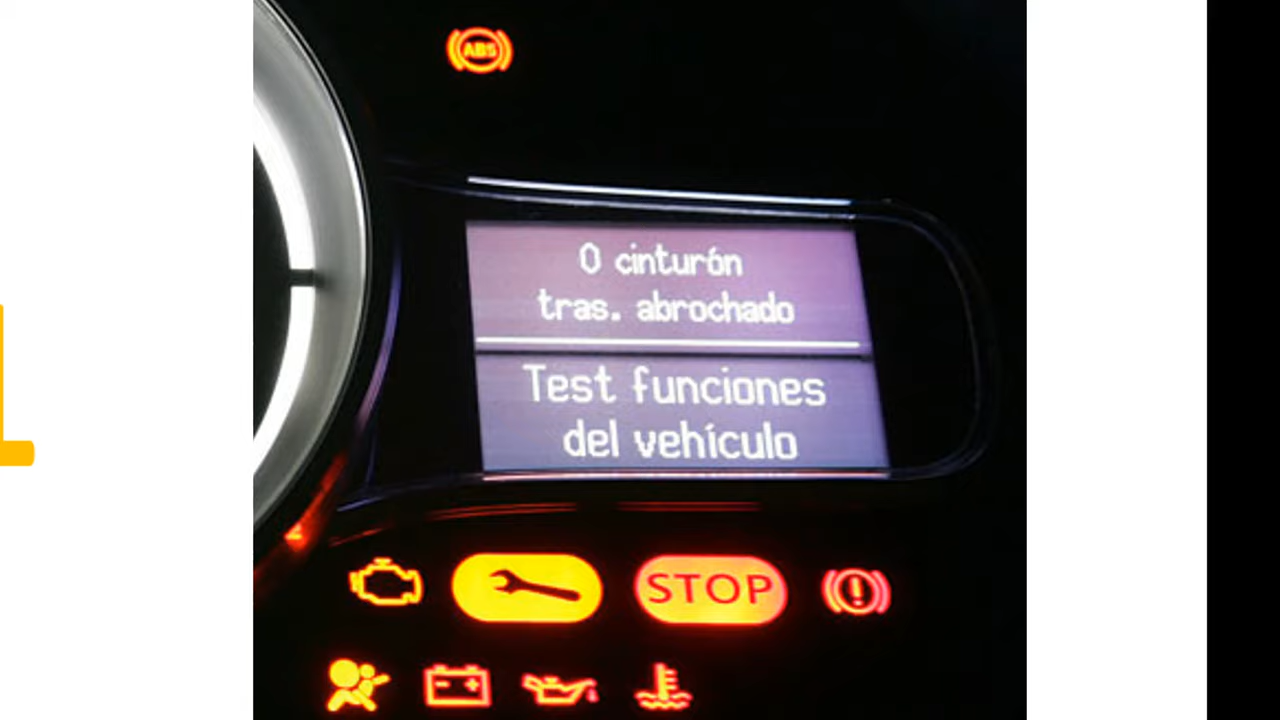 ABS
0 cinturón
tras. abrochado
Test funciones
del vehículo
STOP